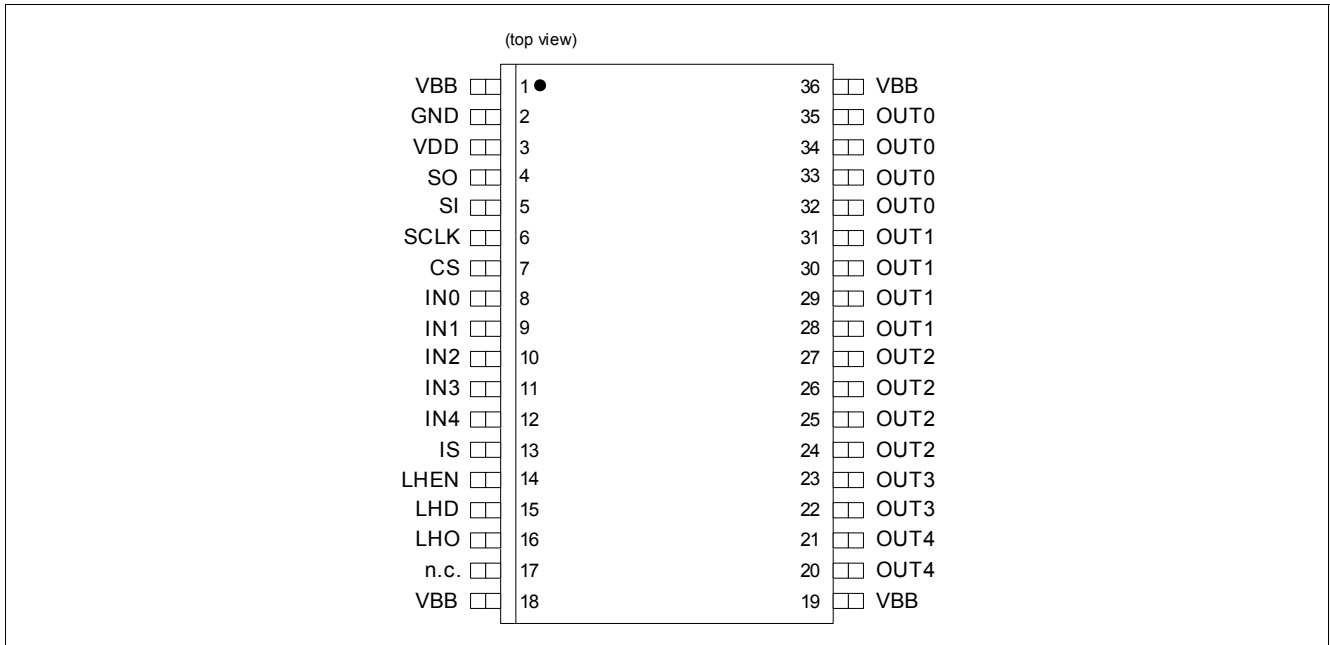 (top view)
VBB 1 36 VBB
GND 2 35 OUT0
VDD 3 34 OUT0
SO 4 33 OUT0
SI 5 32 OUT0
SCLK 6 31 OUT1
CS 7 30 OUT1
IN0 8 29 OUT1
IN1 9 28 OUT1
IN2 10 27 OUT2
IN3 11 26 OUT2
IN4 12 25 OUT2
IS 13 24 OUT2
LHEN 14 23 OUT3
LHD 15 22 OUT3
LHO 16 21 OUT4
n.c. 17 20 OUT4
VBB 18 19 VBB